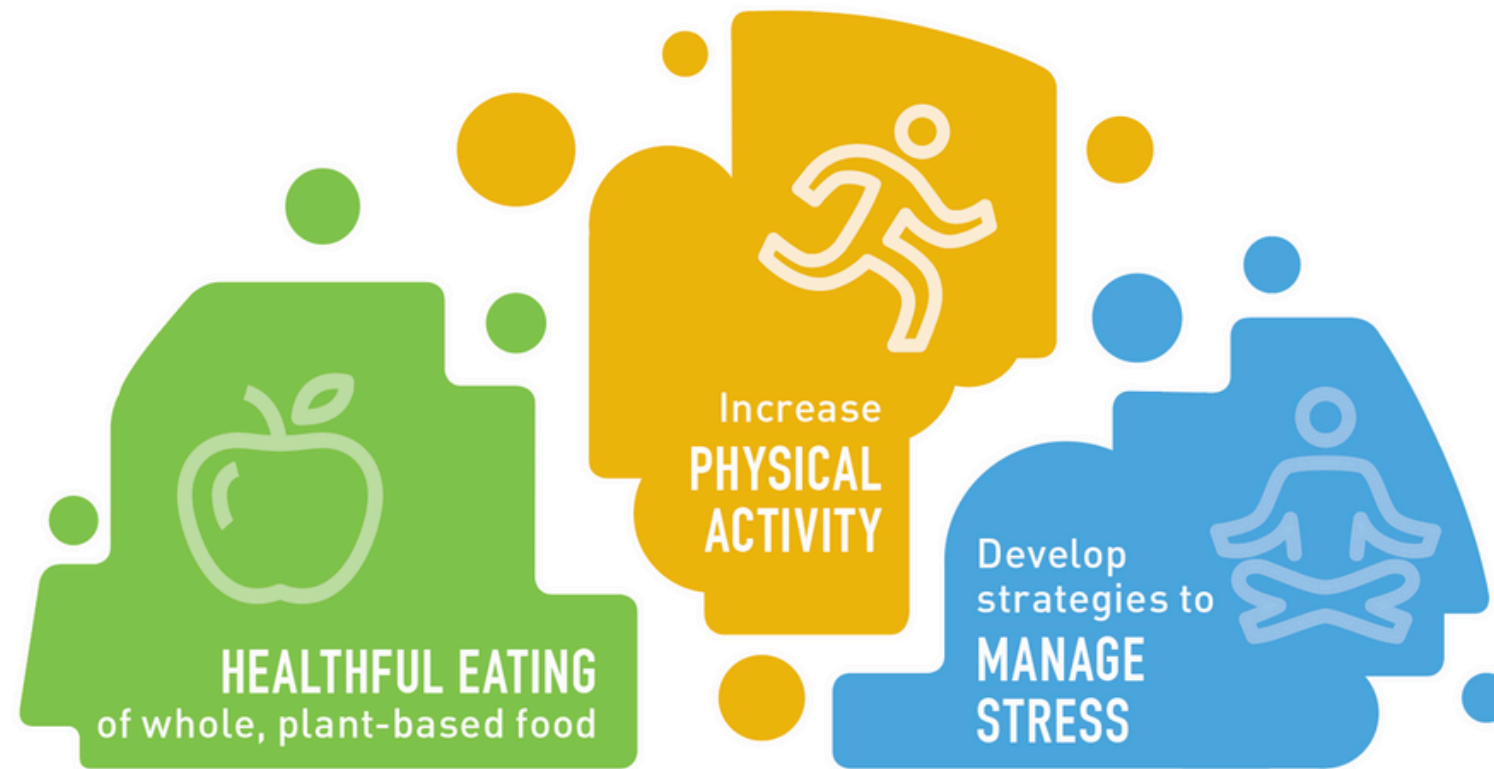 HEALTHFUL EATING
of whole, plant-based food
Increase
PHYSICAL
ACTIVITY
Develop
strategies to
MANAGE
STRESS